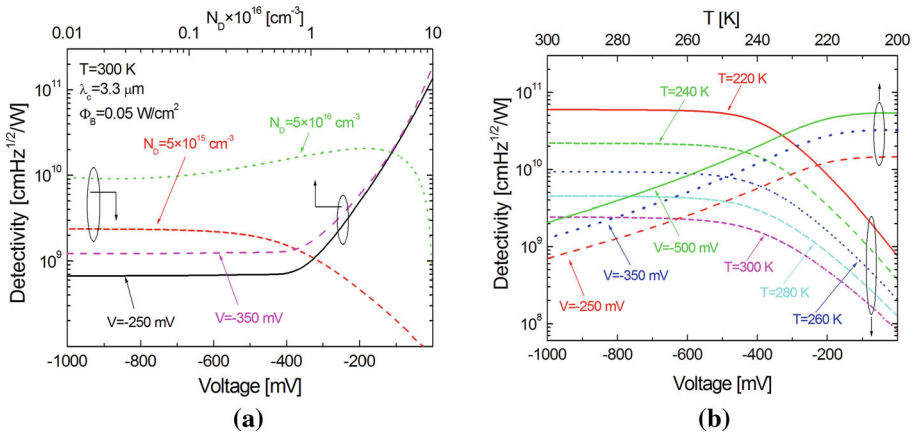 N_D×10^16 [cm^-3]
0.01 0.1 1 10
T=300 K
λ_c=3.3 μm
Φ_B=0.05 W/cm^2
N_D=5×10^16 cm^-3
N_D=5×10^15 cm^-3
V=-350 mV
V=-250 mV
10^11
10^10
10^9
Detectivity [cmHz^1/2/W]
-1000 -800 -600 -400 -200
Voltage [mV]
(a)
T [K]
300 280 260 240 220 200
T=220 K
T=240 K
V=-500 mV
V=-350 mV
T=300 K
T=280 K
V=-250 mV
T=260 K
10^11
10^10
10^9
10^8
Detectivity [cmHz^1/2/W]
-1000 -800 -600 -400 -200
Voltage [mV]
(b)